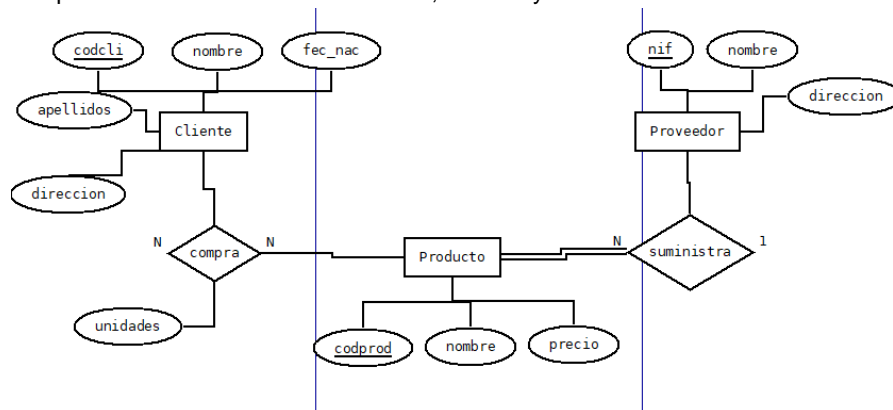 codcli
nombre
fec_nac
nif
nombre
apellidos
direccion
Cliente
Proveedor
direccion
N
compra
N
Producto
N
suministra
1
unidades
codprod
nombre
precio